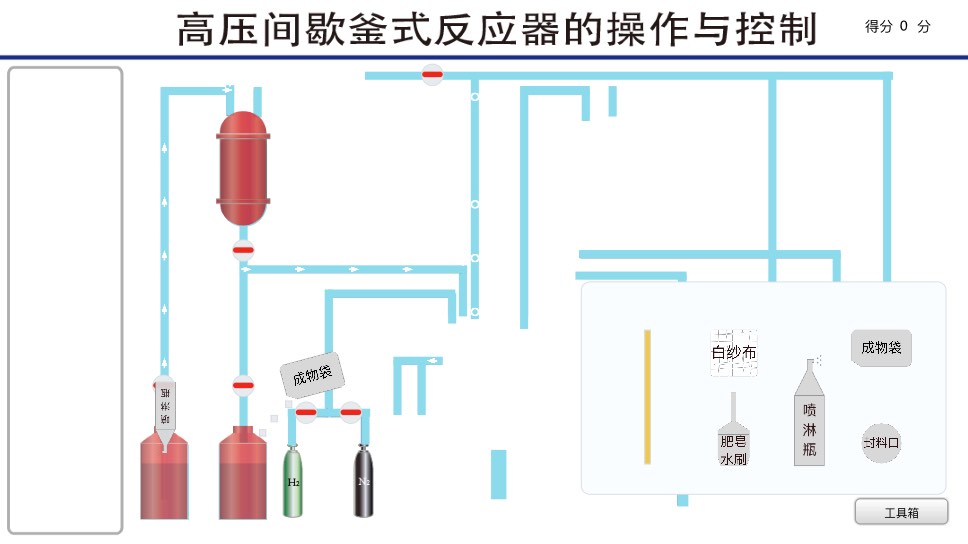 高压间歇釜式反应器的操作与控制
得分 0 分
白纱布
成物袋
成物袋
喷淋瓶
喷淋瓶
肥皂水刷
封料口
H₂
N₂
工具箱